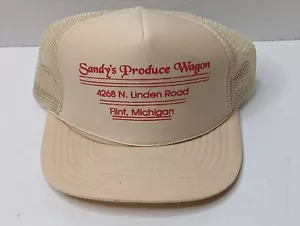 Sandy's Produce Wagon
4268 N. Linden Road
Flint, Michigan